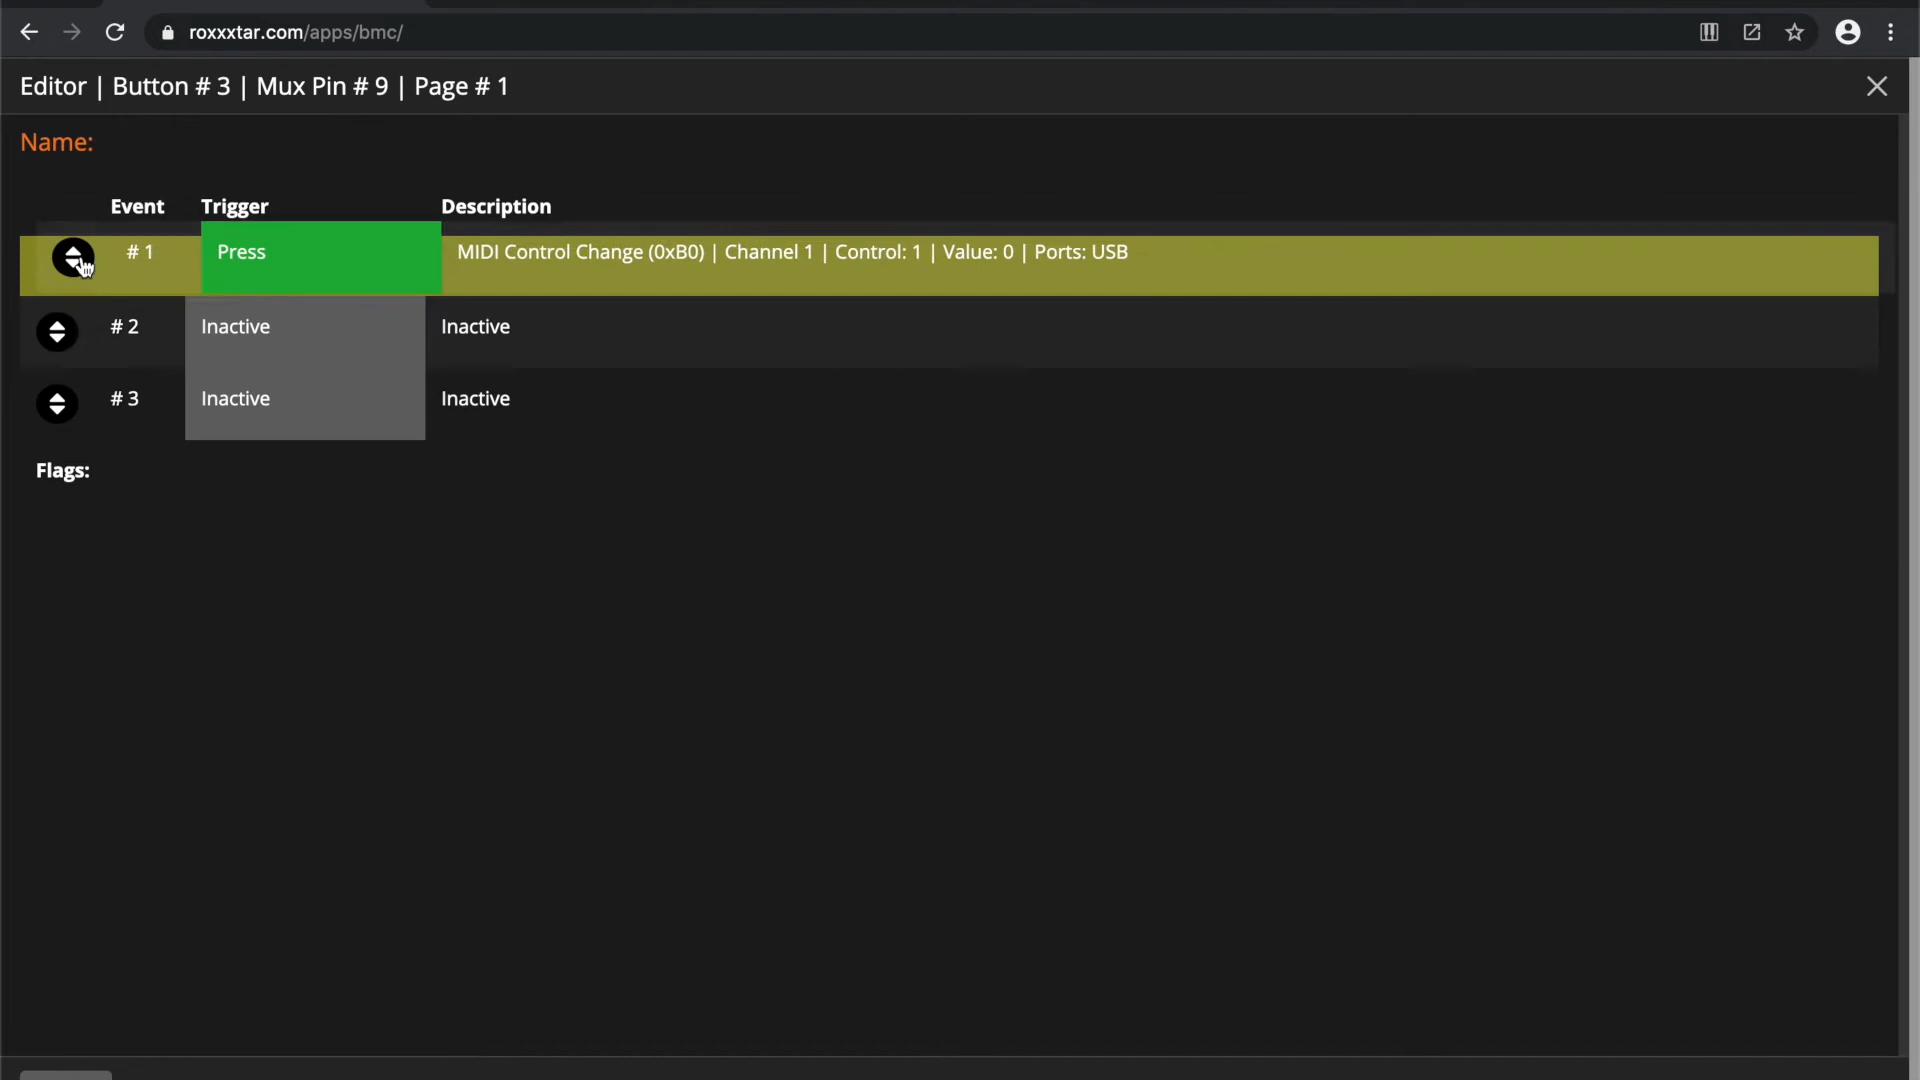 roxxxtar.com/apps/bmc/
Editor | Button # 3 | Mux Pin # 9 | Page # 1
Name:
Event Trigger Description
# 1 Press MIDI Control Change (0xB0) | Channel 1 | Control: 1 | Value: 0 | Ports: USB
# 2 Inactive Inactive
# 3 Inactive Inactive
Flags: